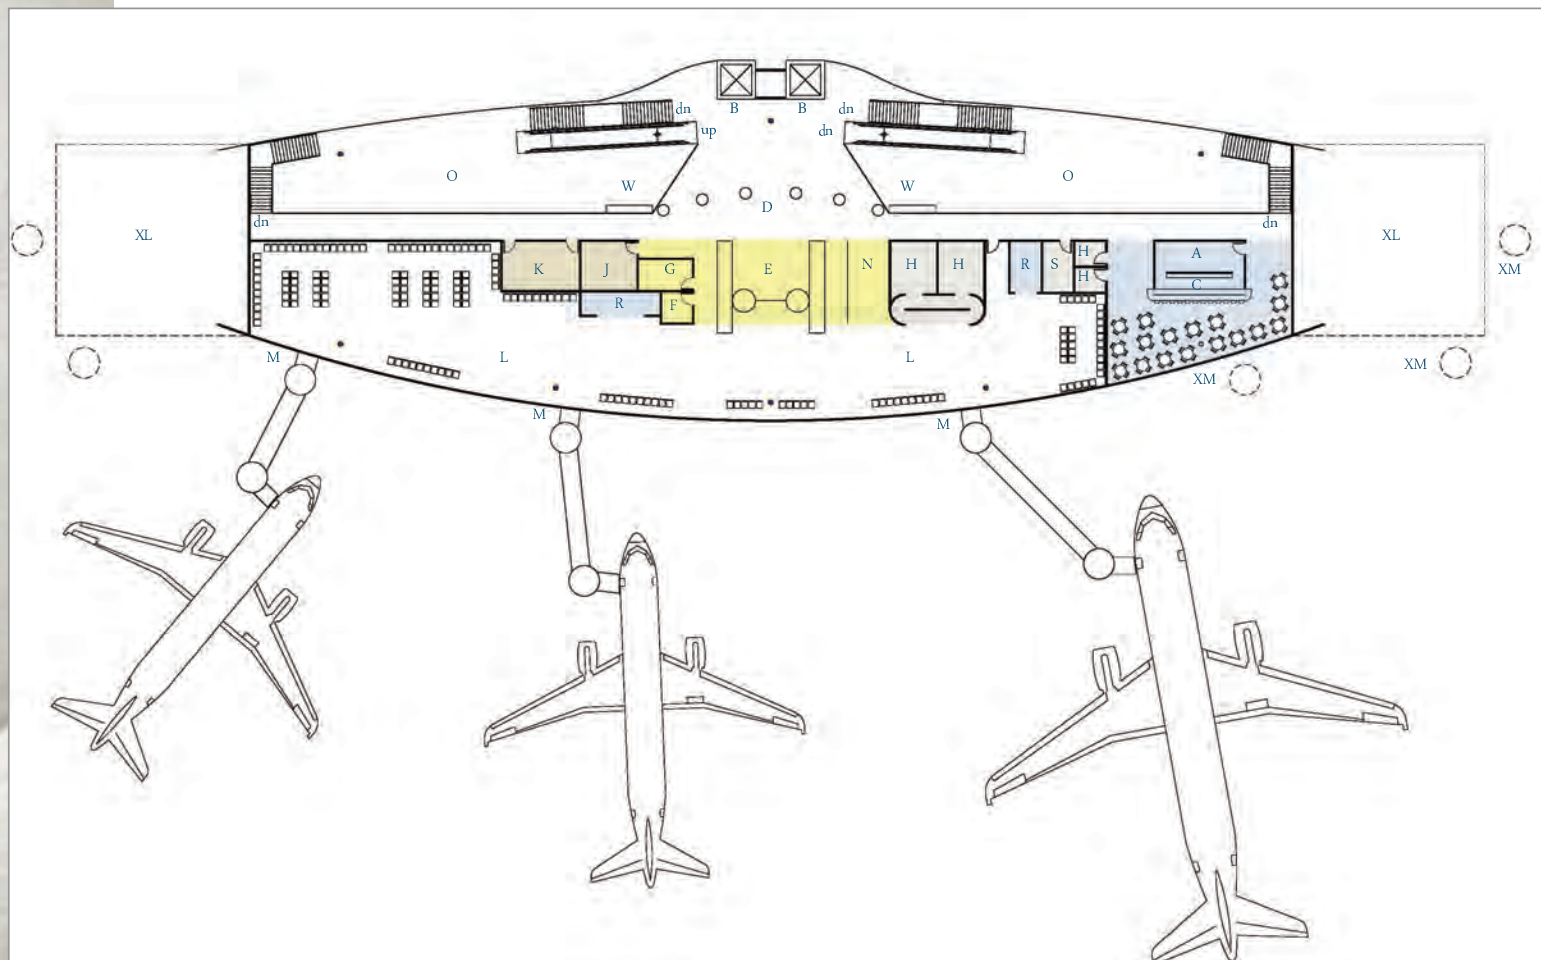 dn B B dn
up dn
O W D W O
dn dn
XL XL
K J G E N H H R S H A
H
R F C
XM
M L L XM XM
M M